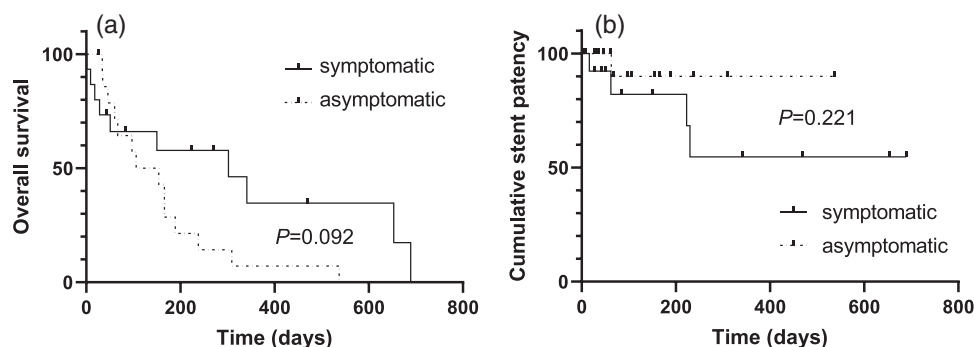 (a)
Overall survival
100
50
0
0 200 400 600 800
Time (days)
symptomatic
asymptomatic
P=0.092
(b)
Cumulative stent patency
100
50
0
0 200 400 600 800
Time (days)
P=0.221
symptomatic
asymptomatic